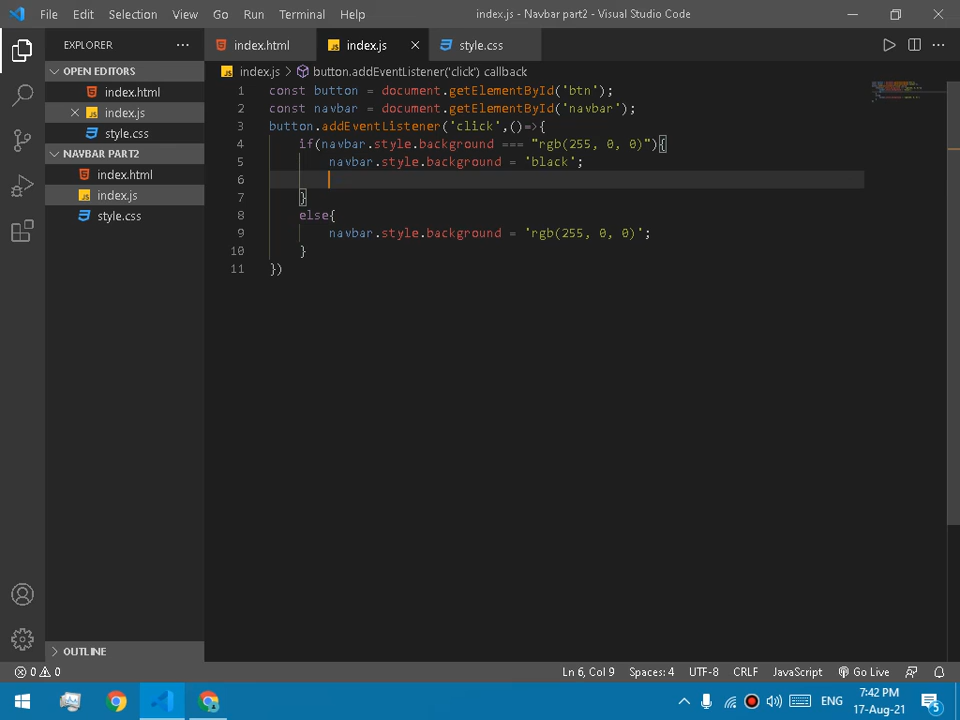 File Edit Selection View Go Run Terminal Help index.js - Navbar part2 - Visual Studio Code
EXPLORER ··· index.html index.js style.css ···
OPEN EDITORS
index.html
index.js
style.css
NAVBAR PART2
index.html
index.js
style.css
OUTLINE
index.js > button.addEventListener('click') callback
1 const button = document.getElementById('btn');
2 const navbar = document.getElementById('navbar');
3 button.addEventListener('click',()=>{
4 if(navbar.style.background === "rgb(255, 0, 0)"){
5 navbar.style.background = 'black';
6
7 }
8 else{
9 navbar.style.background = 'rgb(255, 0, 0)';
10 }
11 })
0 0 Ln 6, Col 9 Spaces: 4 UTF-8 CRLF JavaScript Go Live
ENG 7:42 PM
17-Aug-21 5